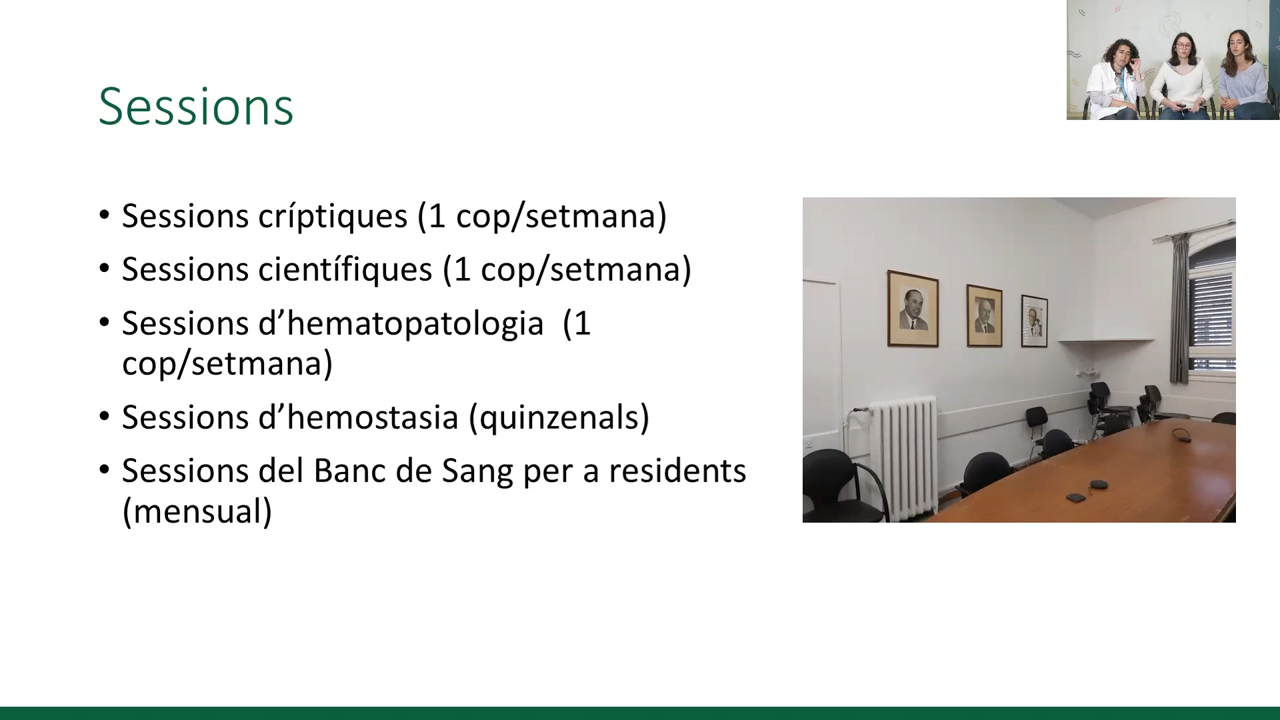 Sessions
• Sessions críptiques (1 cop/setmana)
• Sessions científiques (1 cop/setmana)
• Sessions d’hematopatologia  (1
cop/setmana)
• Sessions d’hemostasia (quinzenals)
• Sessions del Banc de Sang per a residents
(mensual)